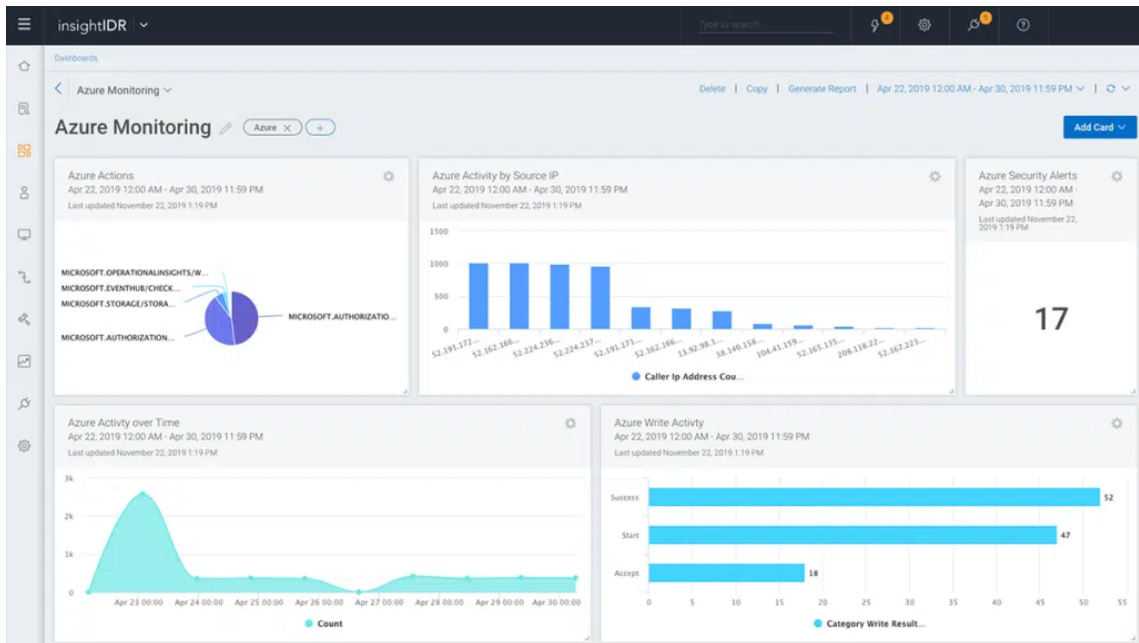 insightIDR
Type to search...
4
5
Dashboards
Azure Monitoring
Delete | Copy | Generate Report | Apr 22, 2019 12:00 AM - Apr 30, 2019 11:59 PM
Azure Monitoring
Azure
+
Add Card
Azure Actions
Apr 22, 2019 12:00 AM - Apr 30, 2019 11:59 PM
Last updated November 22, 2019 1:19 PM
MICROSOFT.OPERATIONALINSIGHTS/W...
MICROSOFT.EVENTHUB/CHECK...
MICROSOFT.STORAGE/STORA...
MICROSOFT.AUTHORIZATIO...
MICROSOFT.AUTHORIZATION...
Azure Activity by Source IP
Apr 22, 2019 12:00 AM - Apr 30, 2019 11:59 PM
Last updated November 22, 2019 1:19 PM
1500
1000
500
0
52.191.172...
52.162.166...
52.224.236...
52.224.237...
52.191.171...
52.162.166...
13.92.98.1...
38.140.158...
104.41.159...
52.165.135...
208.118.22...
52.167.223...
Caller Ip Address Cou...
Azure Security Alerts
Apr 22, 2019 12:00 AM -
Apr 30, 2019 11:59 PM
Last updated November 22,
2019 1:19 PM
17
Azure Activty over Time
Apr 22, 2019 12:00 AM - Apr 30, 2019 11:59 PM
Last updated November 22, 2019 1:19 PM
3k
2k
1k
0
Apr 23 00:00 Apr 24 00:00 Apr 25 00:00 Apr 26 00:00 Apr 27 00:00 Apr 28 00:00 Apr 29 00:00 Apr 30 00:00
Count
Azure Write Activty
Apr 22, 2019 12:00 AM - Apr 30, 2019 11:59 PM
Last updated November 22, 2019 1:19 PM
Success 52
Start 47
Accept 18
0 5 10 15 20 25 30 35 40 45 50 55
Category Write Result...